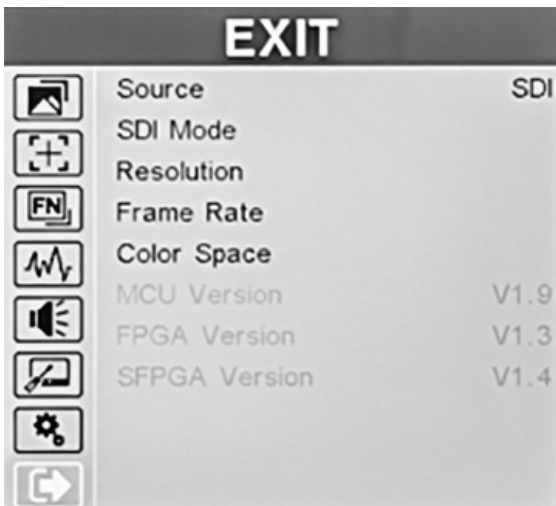 EXIT
Source SDI
SDI Mode
Resolution
Frame Rate
FN
Color Space
MCU Version V1.9
FPGA Version V1.3
SFPGA Version V1.4